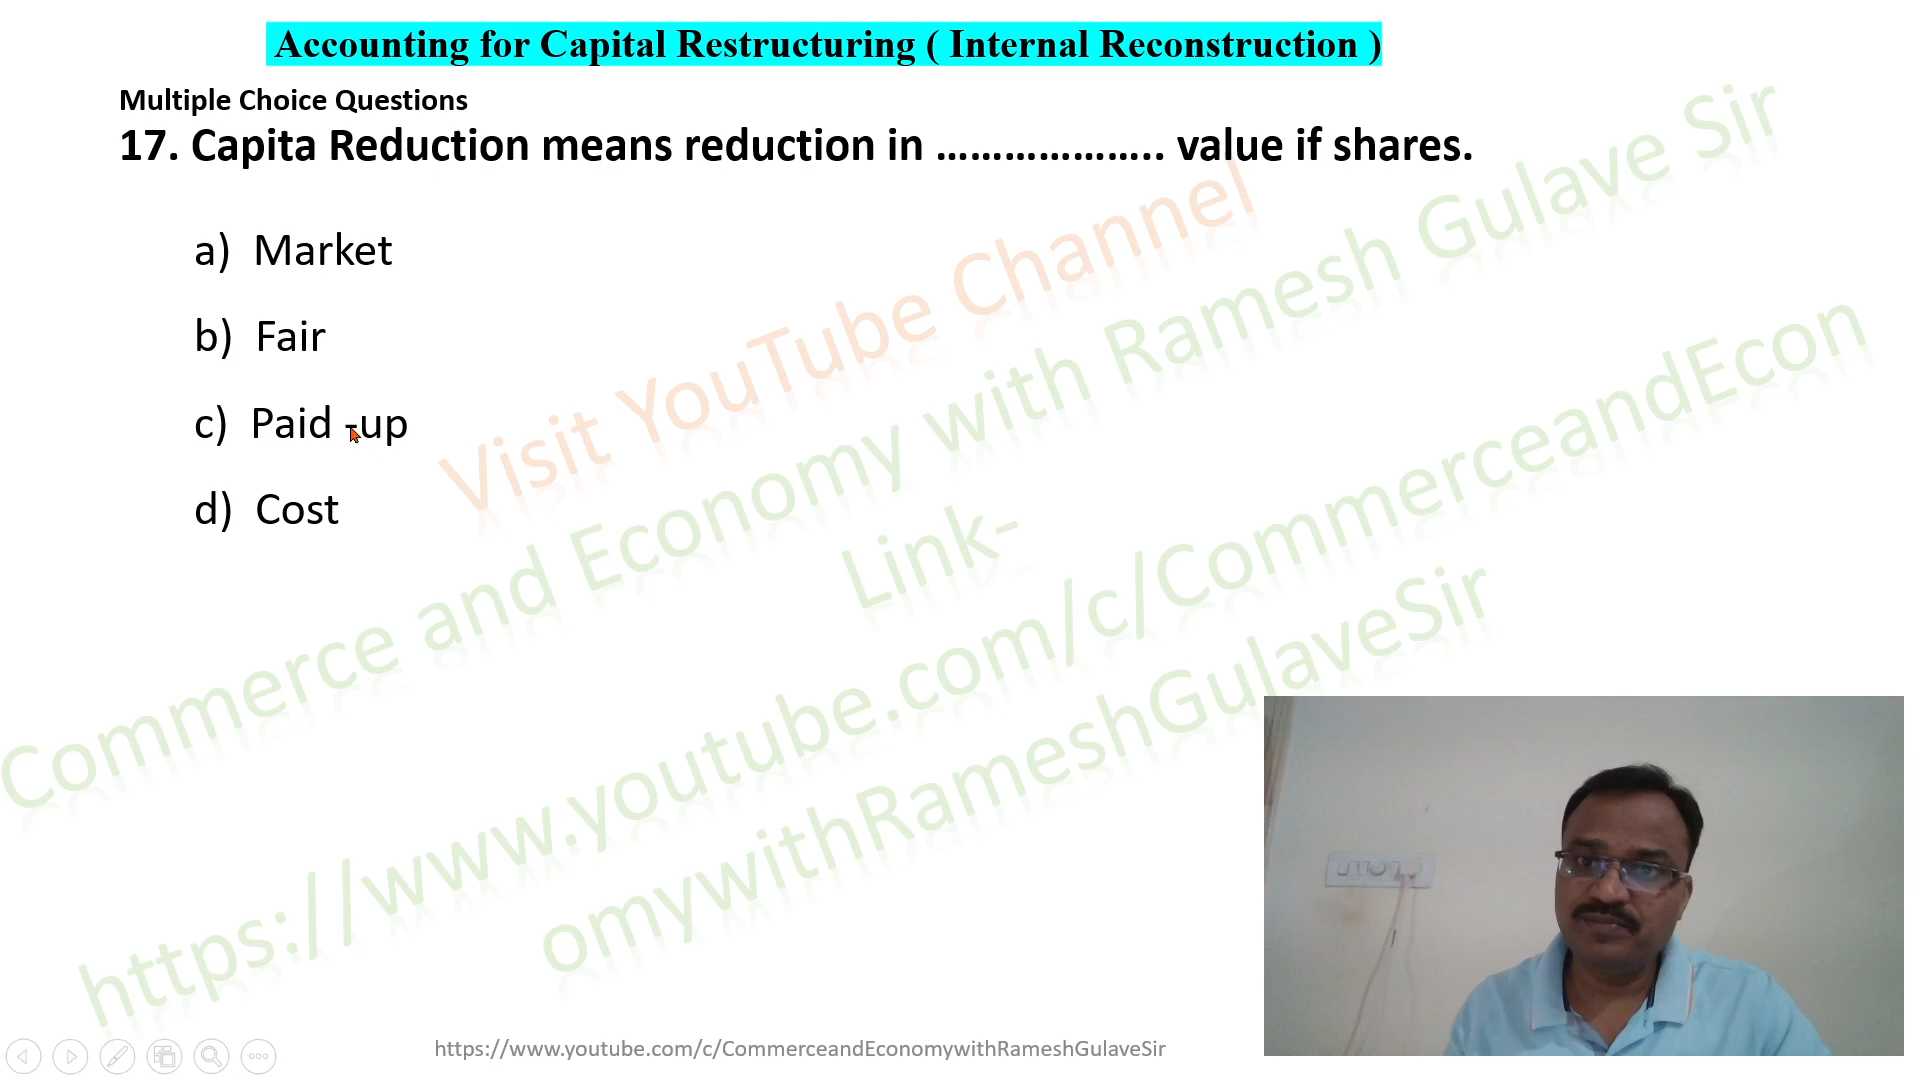 Accounting for Capital Restructuring ( Internal Reconstruction )
Multiple Choice Questions
17. Capita Reduction means reduction in ……………….. value if shares.
a) Market
b) Fair
c) Paid -up
d) Cost
Visit YouTube Channel
Commerce and Economy with Ramesh Gulave Sir
Link-
https://www.youtube.com/c/CommerceandEcon
omywithRameshGulaveSir
https://www.youtube.com/c/CommerceandEconomywithRameshGulaveSir